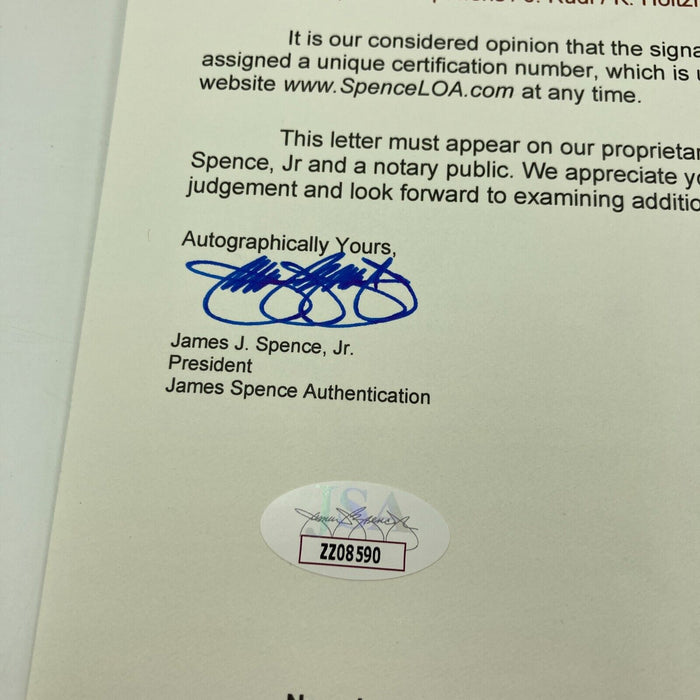 It is our considered opinion that the signa
assigned a unique certification number, which is
website www.SpenceLOA.com at any time.
This letter must appear on our proprietar
Spence, Jr and a notary public. We appreciate yo
judgement and look forward to examining additio
Autographically Yours,
James J. Spence, Jr.
President
James Spence Authentication
JSA
ZZ08590